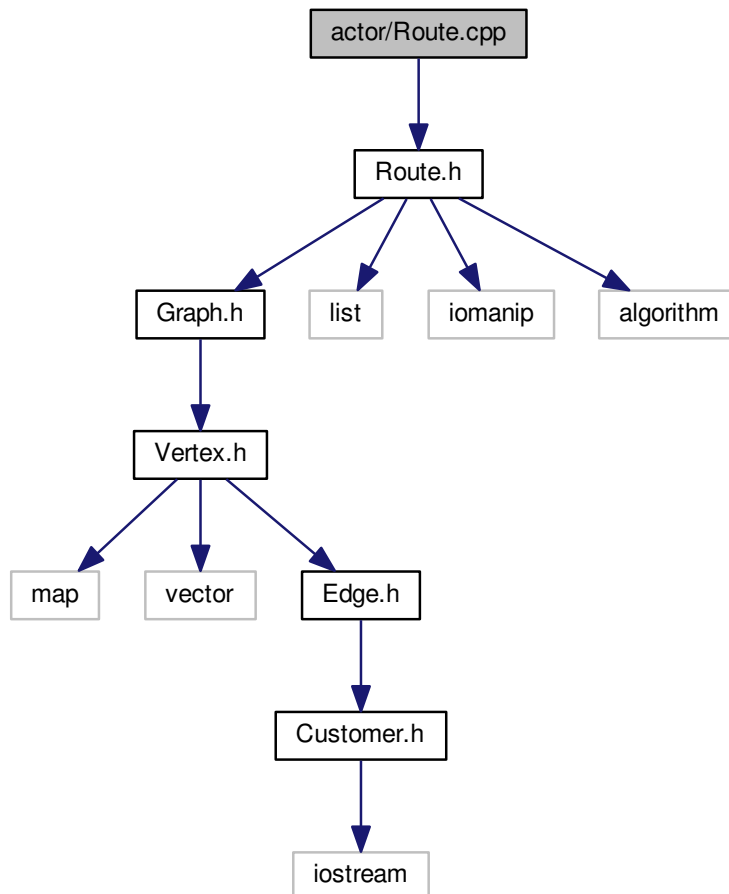 actor/Route.cpp
Route.h
Graph.h
list
iomanip
algorithm
Vertex.h
map
vector
Edge.h
Customer.h
iostream